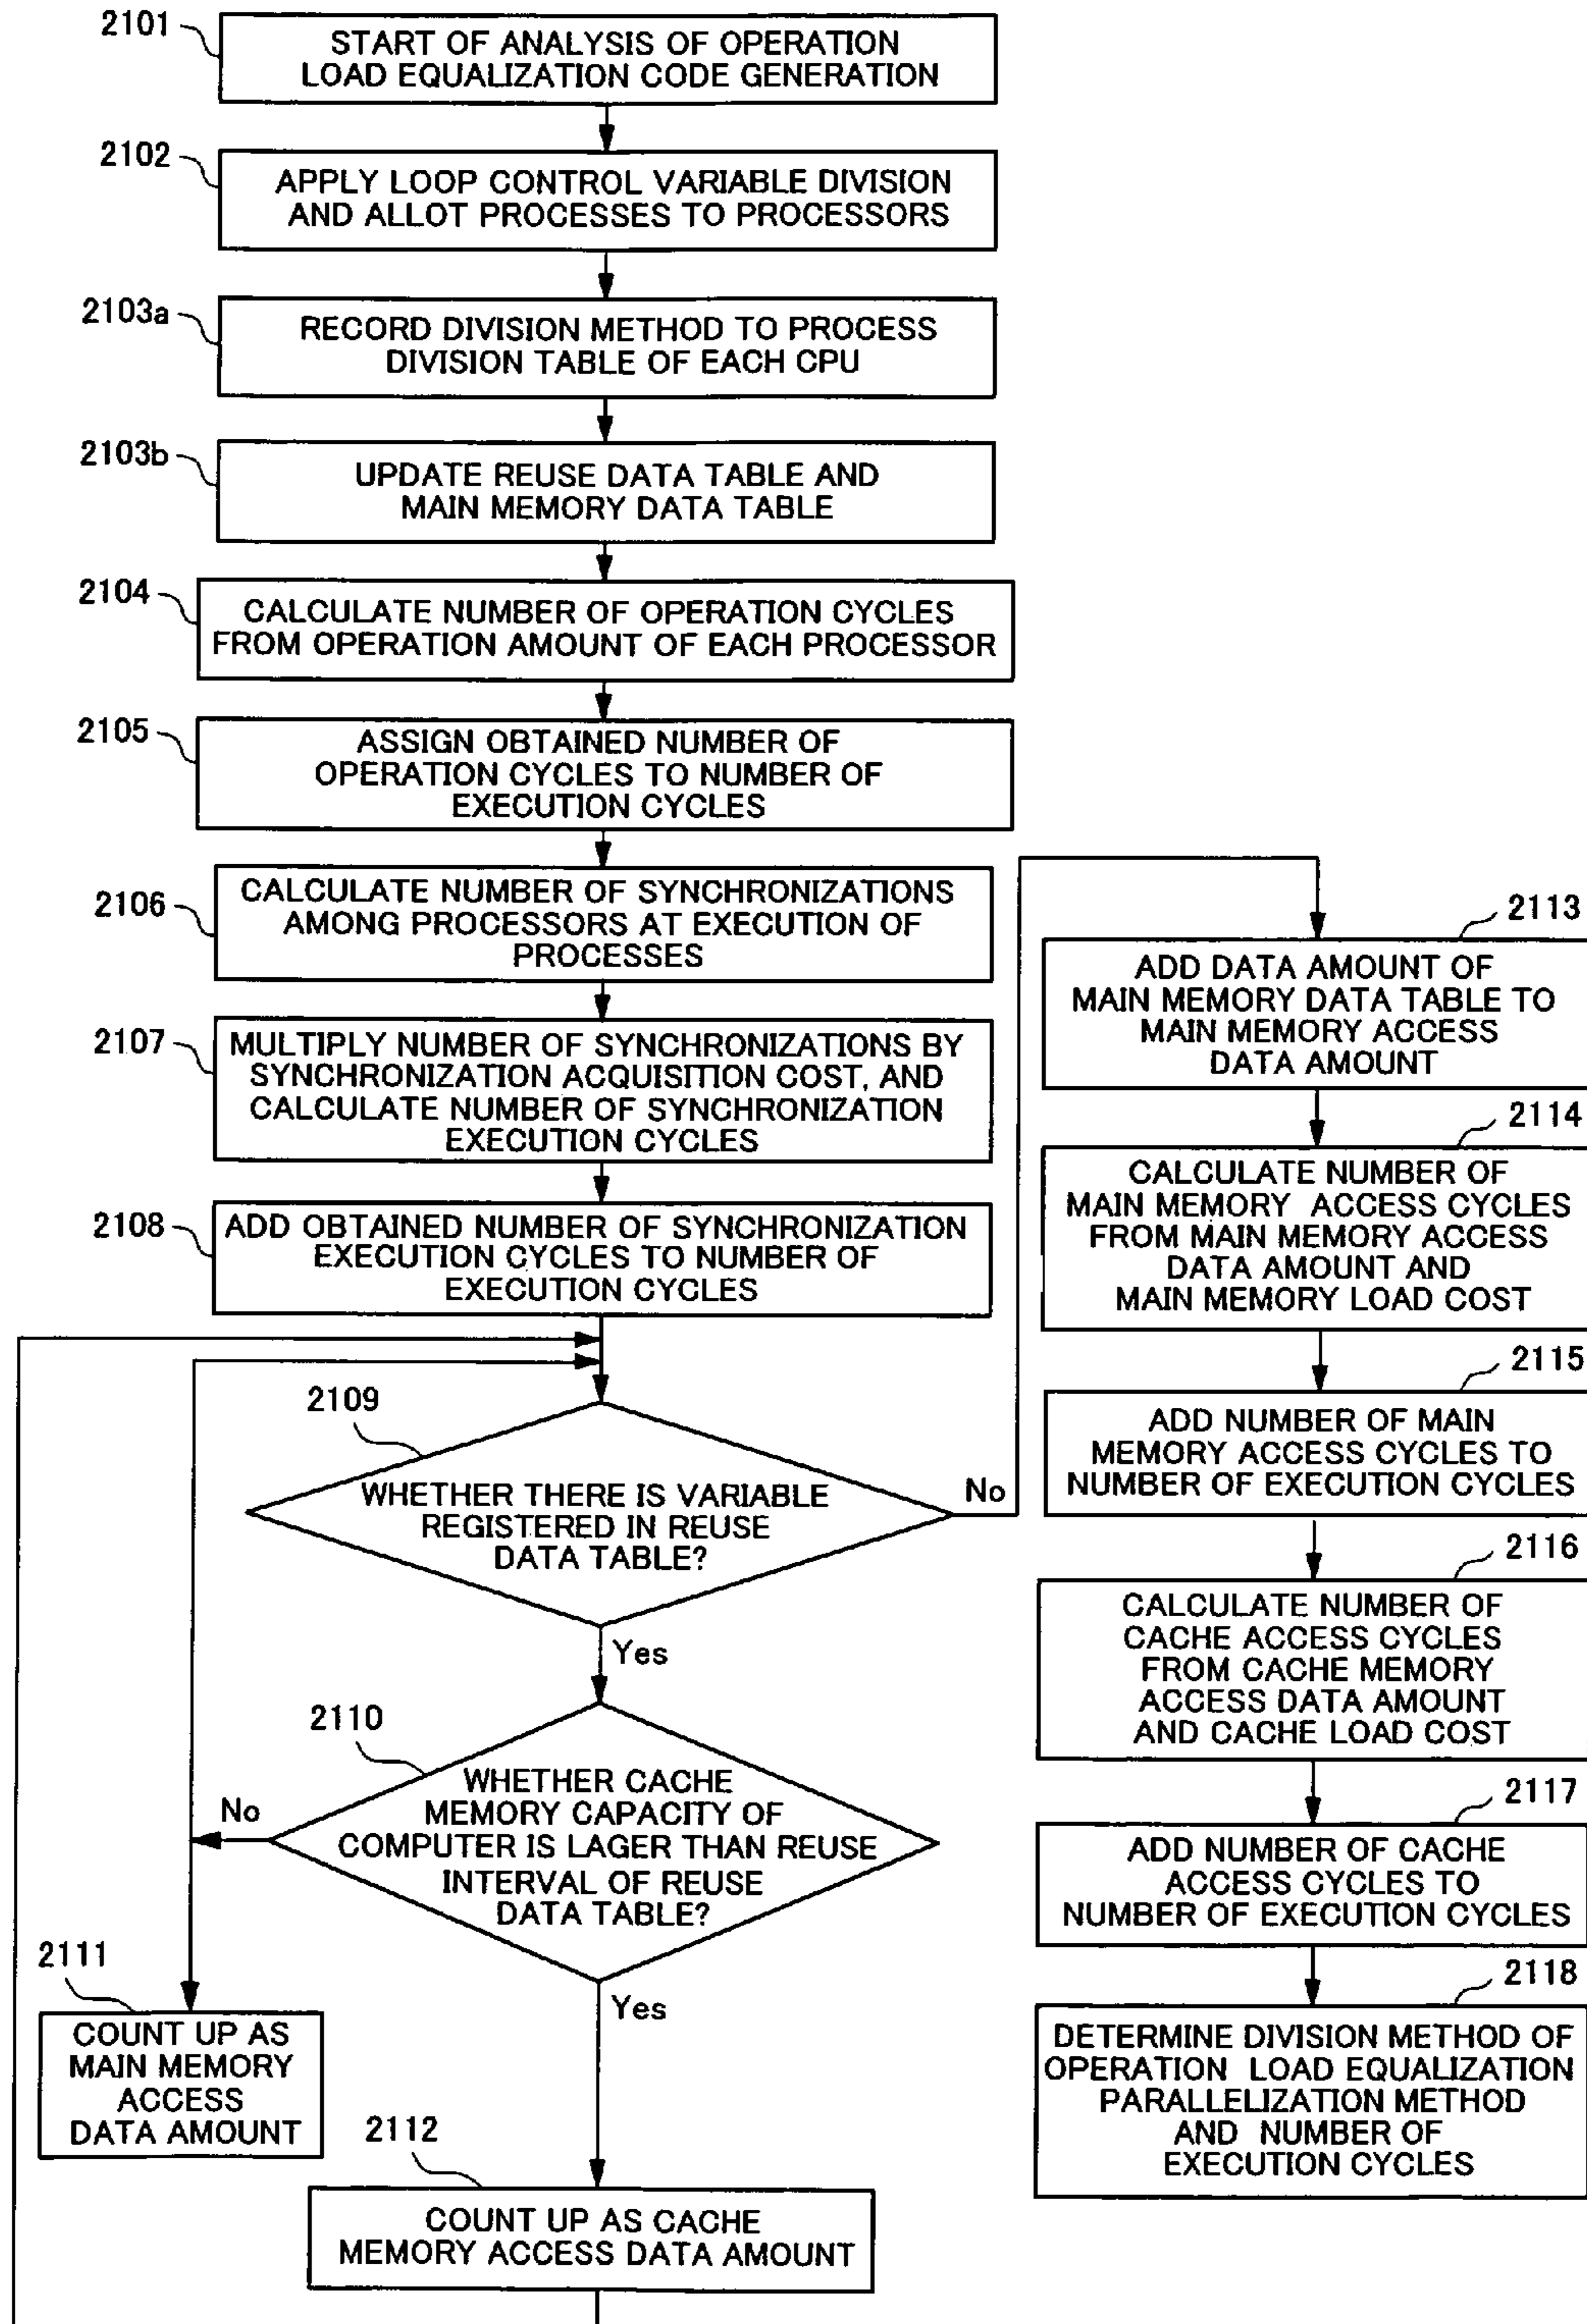 2101
START OF ANALYSIS OF OPERATION
LOAD EQUALIZATION CODE GENERATION
2102
APPLY LOOP CONTROL VARIABLE DIVISION
AND ALLOT PROCESSES TO PROCESSORS
2103a
RECORD DIVISION METHOD TO PROCESS
DIVISION TABLE OF EACH CPU
2103b
UPDATE REUSE DATA TABLE AND
MAIN MEMORY DATA TABLE
2104
CALCULATE NUMBER OF OPERATION CYCLES
FROM OPERATION AMOUNT OF EACH PROCESSOR
2105
ASSIGN OBTAINED NUMBER OF
OPERATION CYCLES TO NUMBER OF
EXECUTION CYCLES
2106
CALCULATE NUMBER OF SYNCHRONIZATIONS
AMONG PROCESSORS AT EXECUTION OF
PROCESSES
2107
MULTIPLY NUMBER OF SYNCHRONIZATIONS BY
SYNCHRONIZATION ACQUISITION COST, AND
CALCULATE NUMBER OF SYNCHRONIZATION
EXECUTION CYCLES
2108
ADD OBTAINED NUMBER OF SYNCHRONIZATION
EXECUTION CYCLES TO NUMBER OF
EXECUTION CYCLES
2109
WHETHER THERE IS VARIABLE
REGISTERED IN REUSE
DATA TABLE?
No
Yes
2110
WHETHER CACHE
MEMORY CAPACITY OF
COMPUTER IS LAGER THAN REUSE
INTERVAL OF REUSE
DATA TABLE?
No
Yes
2111
COUNT UP AS
MAIN MEMORY
ACCESS
DATA AMOUNT
2112
COUNT UP AS CACHE
MEMORY ACCESS DATA AMOUNT
2113
ADD DATA AMOUNT OF
MAIN MEMORY DATA TABLE TO
MAIN MEMORY ACCESS
DATA AMOUNT
2114
CALCULATE NUMBER OF
MAIN MEMORY ACCESS CYCLES
FROM MAIN MEMORY ACCESS
DATA AMOUNT AND
MAIN MEMORY LOAD COST
2115
ADD NUMBER OF MAIN
MEMORY ACCESS CYCLES TO
NUMBER OF EXECUTION CYCLES
2116
CALCULATE NUMBER OF
CACHE ACCESS CYCLES
FROM CACHE MEMORY
ACCESS DATA AMOUNT
AND CACHE LOAD COST
2117
ADD NUMBER OF CACHE
ACCESS CYCLES TO
NUMBER OF EXECUTION CYCLES
2118
DETERMINE DIVISION METHOD OF
OPERATION LOAD EQUALIZATION
PARALLELIZATION METHOD
AND NUMBER OF
EXECUTION CYCLES